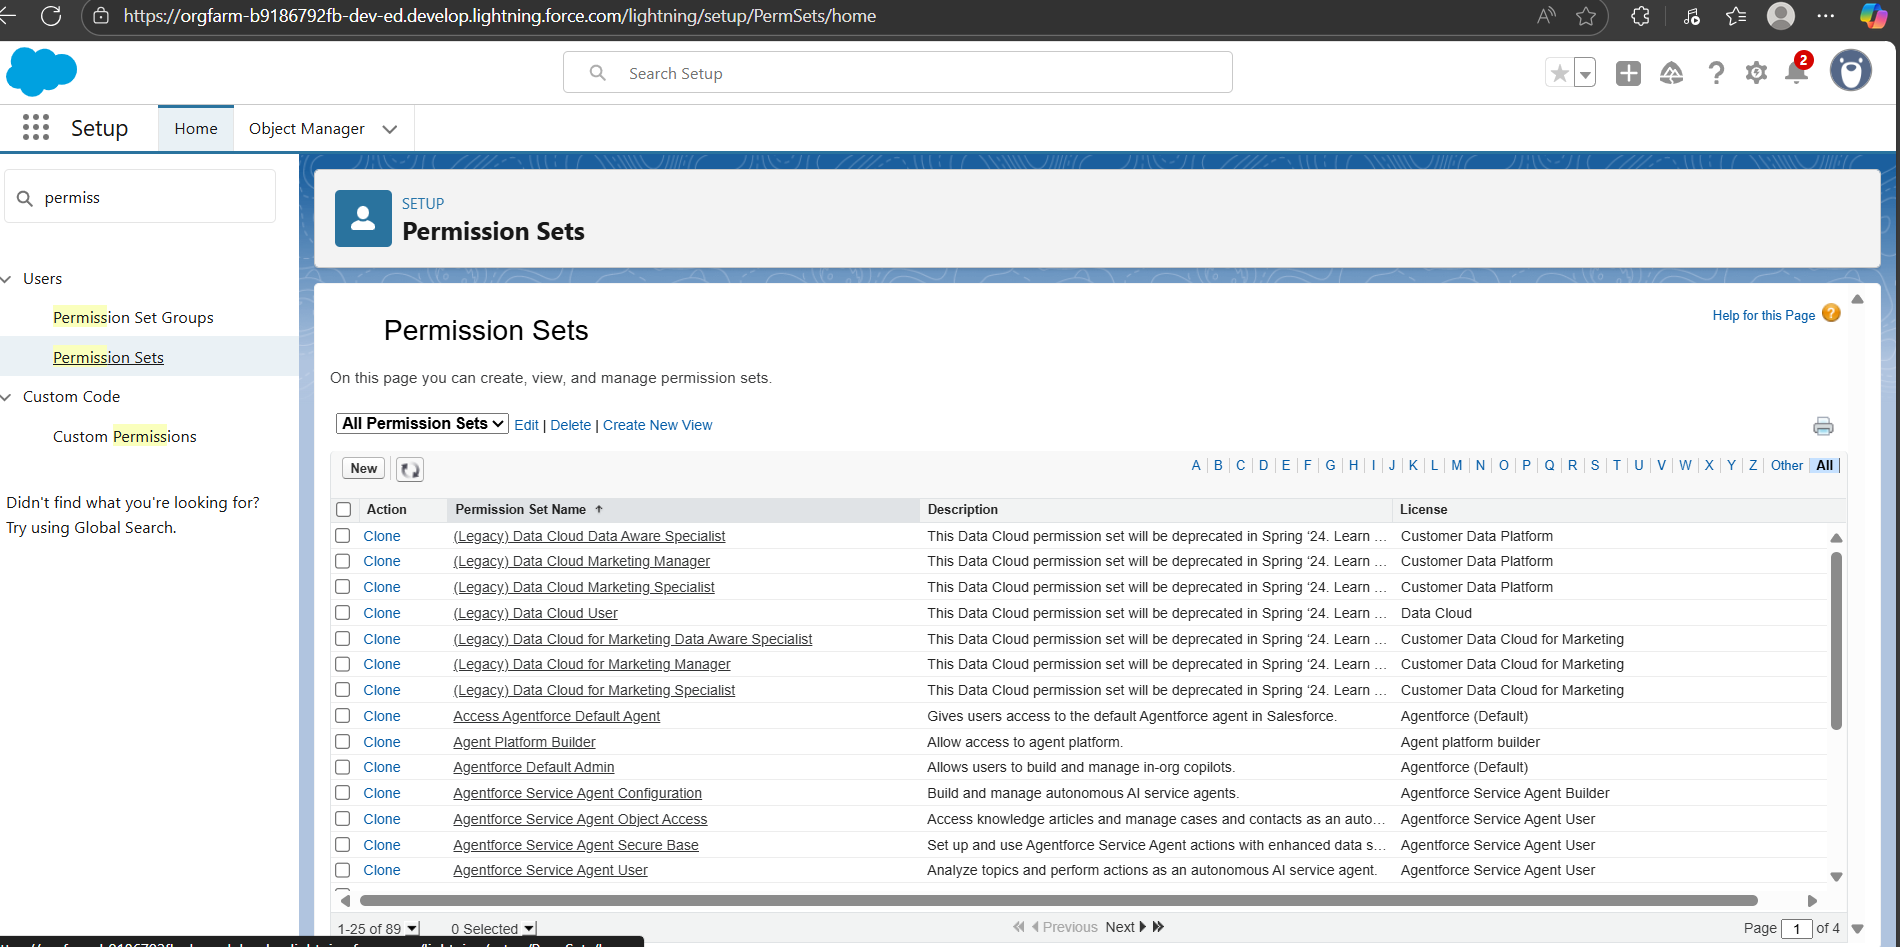 https://orgfarm-b9186792fb-dev-ed.develop.lightning.force.com/lightning/setup/PermSets/home
Search Setup
2
Setup
Home
Object Manager
permiss
Users
Permission Set Groups
Permission Sets
Custom Code
Custom Permissions
Didn't find what you're looking for?
Try using Global Search.
SETUP
Permission Sets
Help for this Page ?
Permission Sets
On this page you can create, view, and manage permission sets.
All Permission Sets Edit | Delete | Create New View
New
A | B | C | D | E | F | G | H | I | J | K | L | M | N | O | P | Q | R | S | T | U | V | W | X | Y | Z | Other All
Action Permission Set Name Description License
Clone (Legacy) Data Cloud Data Aware Specialist This Data Cloud permission set will be deprecated in Spring ‘24. Learn … Customer Data Platform
Clone (Legacy) Data Cloud Marketing Manager This Data Cloud permission set will be deprecated in Spring ‘24. Learn … Customer Data Platform
Clone (Legacy) Data Cloud Marketing Specialist This Data Cloud permission set will be deprecated in Spring ‘24. Learn … Customer Data Platform
Clone (Legacy) Data Cloud User This Data Cloud permission set will be deprecated in Spring ‘24. Learn … Data Cloud
Clone (Legacy) Data Cloud for Marketing Data Aware Specialist This Data Cloud permission set will be deprecated in Spring ‘24. Learn … Customer Data Cloud for Marketing
Clone (Legacy) Data Cloud for Marketing Manager This Data Cloud permission set will be deprecated in Spring ‘24. Learn … Customer Data Cloud for Marketing
Clone (Legacy) Data Cloud for Marketing Specialist This Data Cloud permission set will be deprecated in Spring ‘24. Learn … Customer Data Cloud for Marketing
Clone Access Agentforce Default Agent Gives users access to the default Agentforce agent in Salesforce. Agentforce (Default)
Clone Agent Platform Builder Allow access to agent platform. Agent platform builder
Clone Agentforce Default Admin Allows users to build and manage in-org copilots. Agentforce (Default)
Clone Agentforce Service Agent Configuration Build and manage autonomous AI service agents. Agentforce Service Agent Builder
Clone Agentforce Service Agent Object Access Access knowledge articles and manage cases and contacts as an auto… Agentforce Service Agent User
Clone Agentforce Service Agent Secure Base Set up and use Agentforce Service Agent actions with enhanced data s… Agentforce Service Agent User
Clone Agentforce Service Agent User Analyze topics and perform actions as an autonomous AI service agent. Agentforce Service Agent User
1-25 of 89 0 Selected Previous Next Page 1 of 4